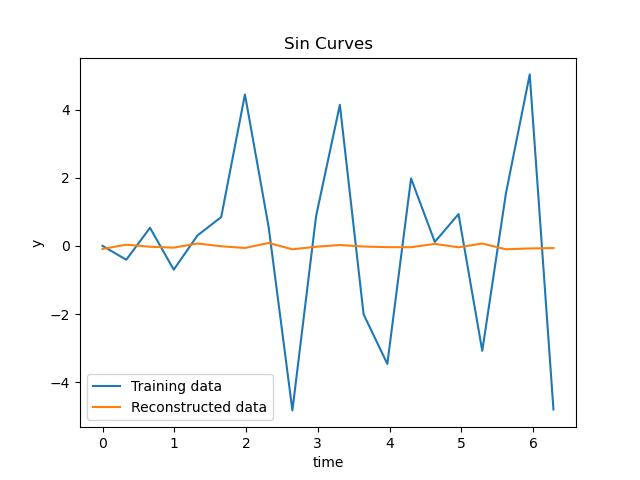 Sin Curves
y
4
2
0
−2
−4
Training data
Reconstructed data
0 1 2 3 4 5 6
time